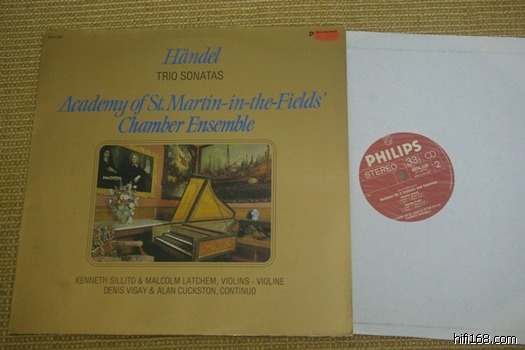 Händel
TRIO SONATAS
Academy of St. Martin-in-the-Fields'
Chamber Ensemble
KENNETH SILLITO & MALCOLM LATCHEM, VIOLINS · VIOLINE
DENIS VIGAY & ALAN CUCKSTON, CONTINUO
PHILIPS
STEREO
33
2
hifi168.com